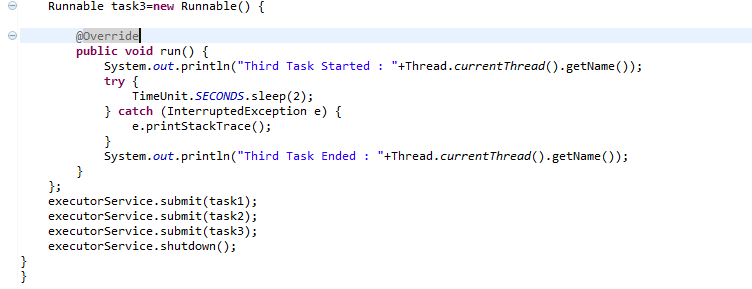 Runnable task3=new Runnable() {
@Override
public void run() {
System.out.println("Third Task Started : "+Thread.currentThread().getName());
try {
TimeUnit.SECONDS.sleep(2);
} catch (InterruptedException e) {
e.printStackTrace();
}
System.out.println("Third Task Ended : "+Thread.currentThread().getName());
}
};
executorService.submit(task1);
executorService.submit(task2);
executorService.submit(task3);
executorService.shutdown();
}
}